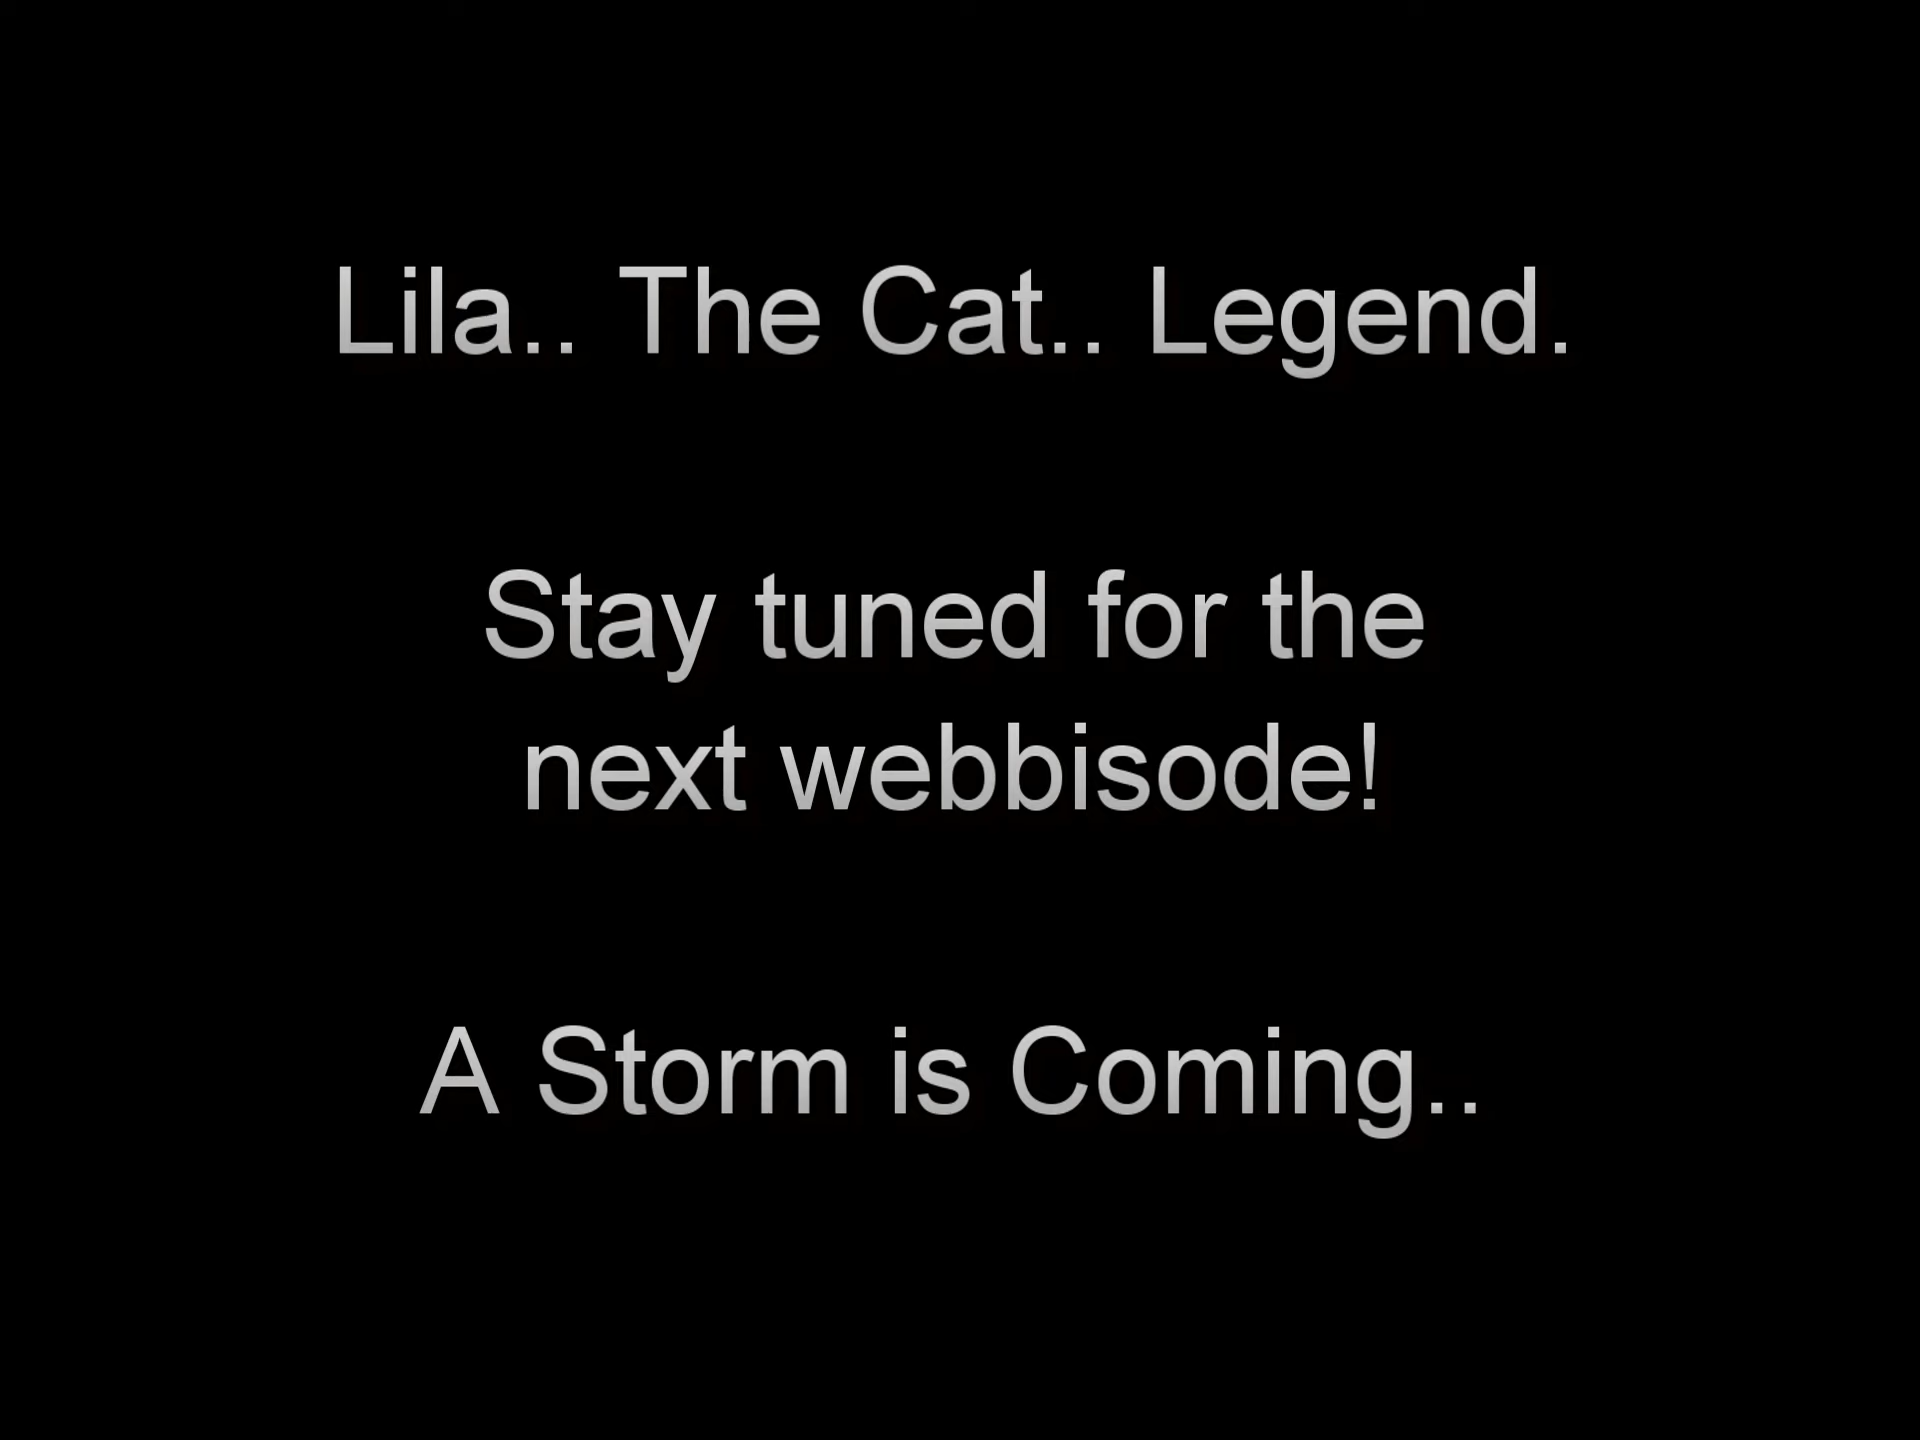 Lila.. The Cat.. Legend.
Stay tuned for the
next webbisode!
A Storm is Coming..